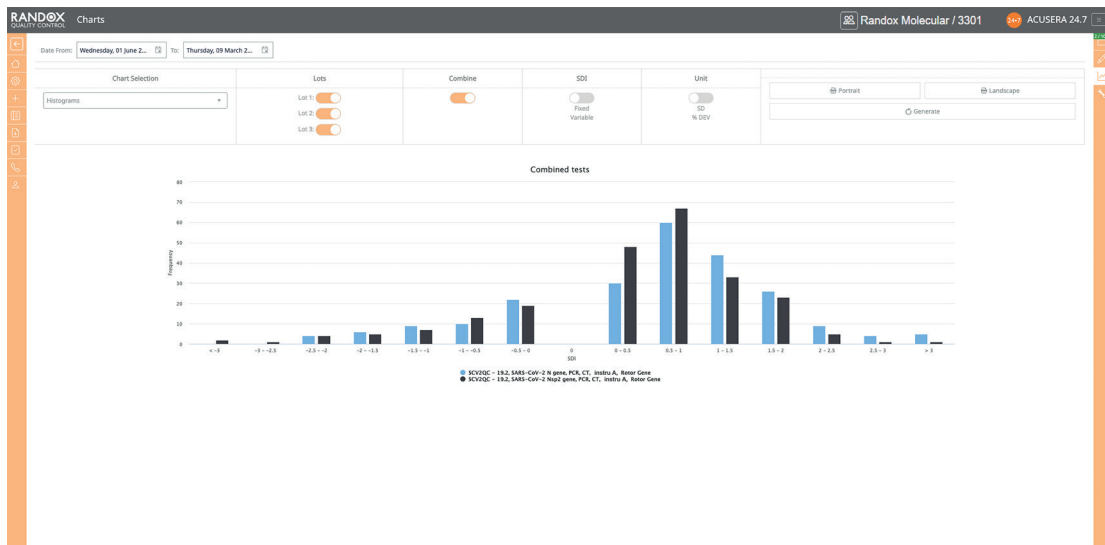 RANDOX
QUALITY CONTROL
Charts
Randox Molecular / 3301
24•7
ACUSERA 24.7
Date From:
Wednesday, 01 June 2...
To:
Thursday, 09 March 2...
Chart Selection
Lots
Combine
SDI
Unit
Histograms
Lot 1:
Lot 2:
Lot 3:
Fixed
Variable
SD
% DEV
Portrait
Landscape
Generate
Combined tests
Frequency
80
70
60
50
40
30
20
10
0
< -3
-3 - -2.5
-2.5 - -2
-2 - -1.5
-1.5 - -1
-1 - -0.5
-0.5 - 0
0
0 - 0.5
0.5 - 1
1 - 1.5
1.5 - 2
2 - 2.5
2.5 - 3
> 3
SDI
SCV2QC - 19.2, SARS-CoV-2 N gene, PCR, CT, instru A, Rotor Gene
SCV2QC - 19.2, SARS-CoV-2 Nsp2 gene, PCR, CT, instru A, Rotor Gene